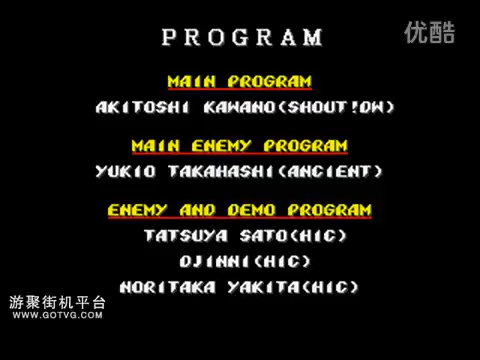 PROGRAM
优酷
MAIN PROGRAM
AKITOSHI KAWANO(SHOUT!DW)
MAIN ENEMY PROGRAM
YUKIO TAKAHASHI(ANCIENT)
ENEMY AND DEMO PROGRAM
TATSUYA SATO(HIC)
DJINNI(HIC)
NORITAKA YAKITA(HIC)
游聚街机平台
WWW.GOTVG.COM